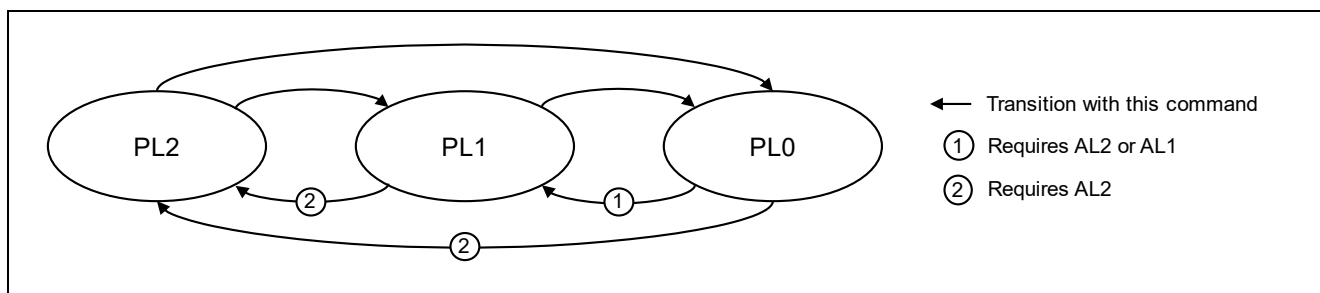 PL2
PL1
PL0
2
1
2
Transition with this command
1 Requires AL2 or AL1
2 Requires AL2